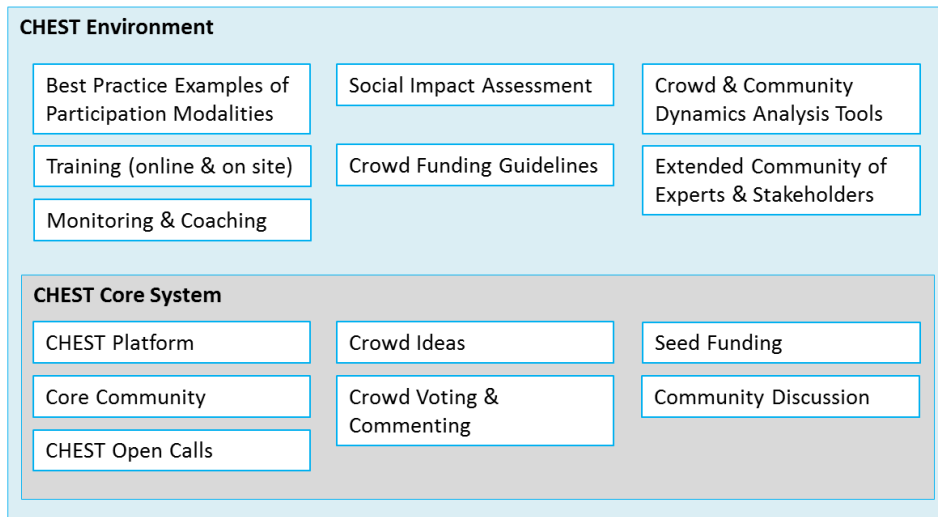 CHEST Environment
Best Practice Examples of
Participation Modalities
Training (online & on site)
Monitoring & Coaching
Social Impact Assessment
Crowd Funding Guidelines
Crowd & Community
Dynamics Analysis Tools
Extended Community of
Experts & Stakeholders
CHEST Core System
CHEST Platform
Core Community
CHEST Open Calls
Crowd Ideas
Crowd Voting &
Commenting
Seed Funding
Community Discussion